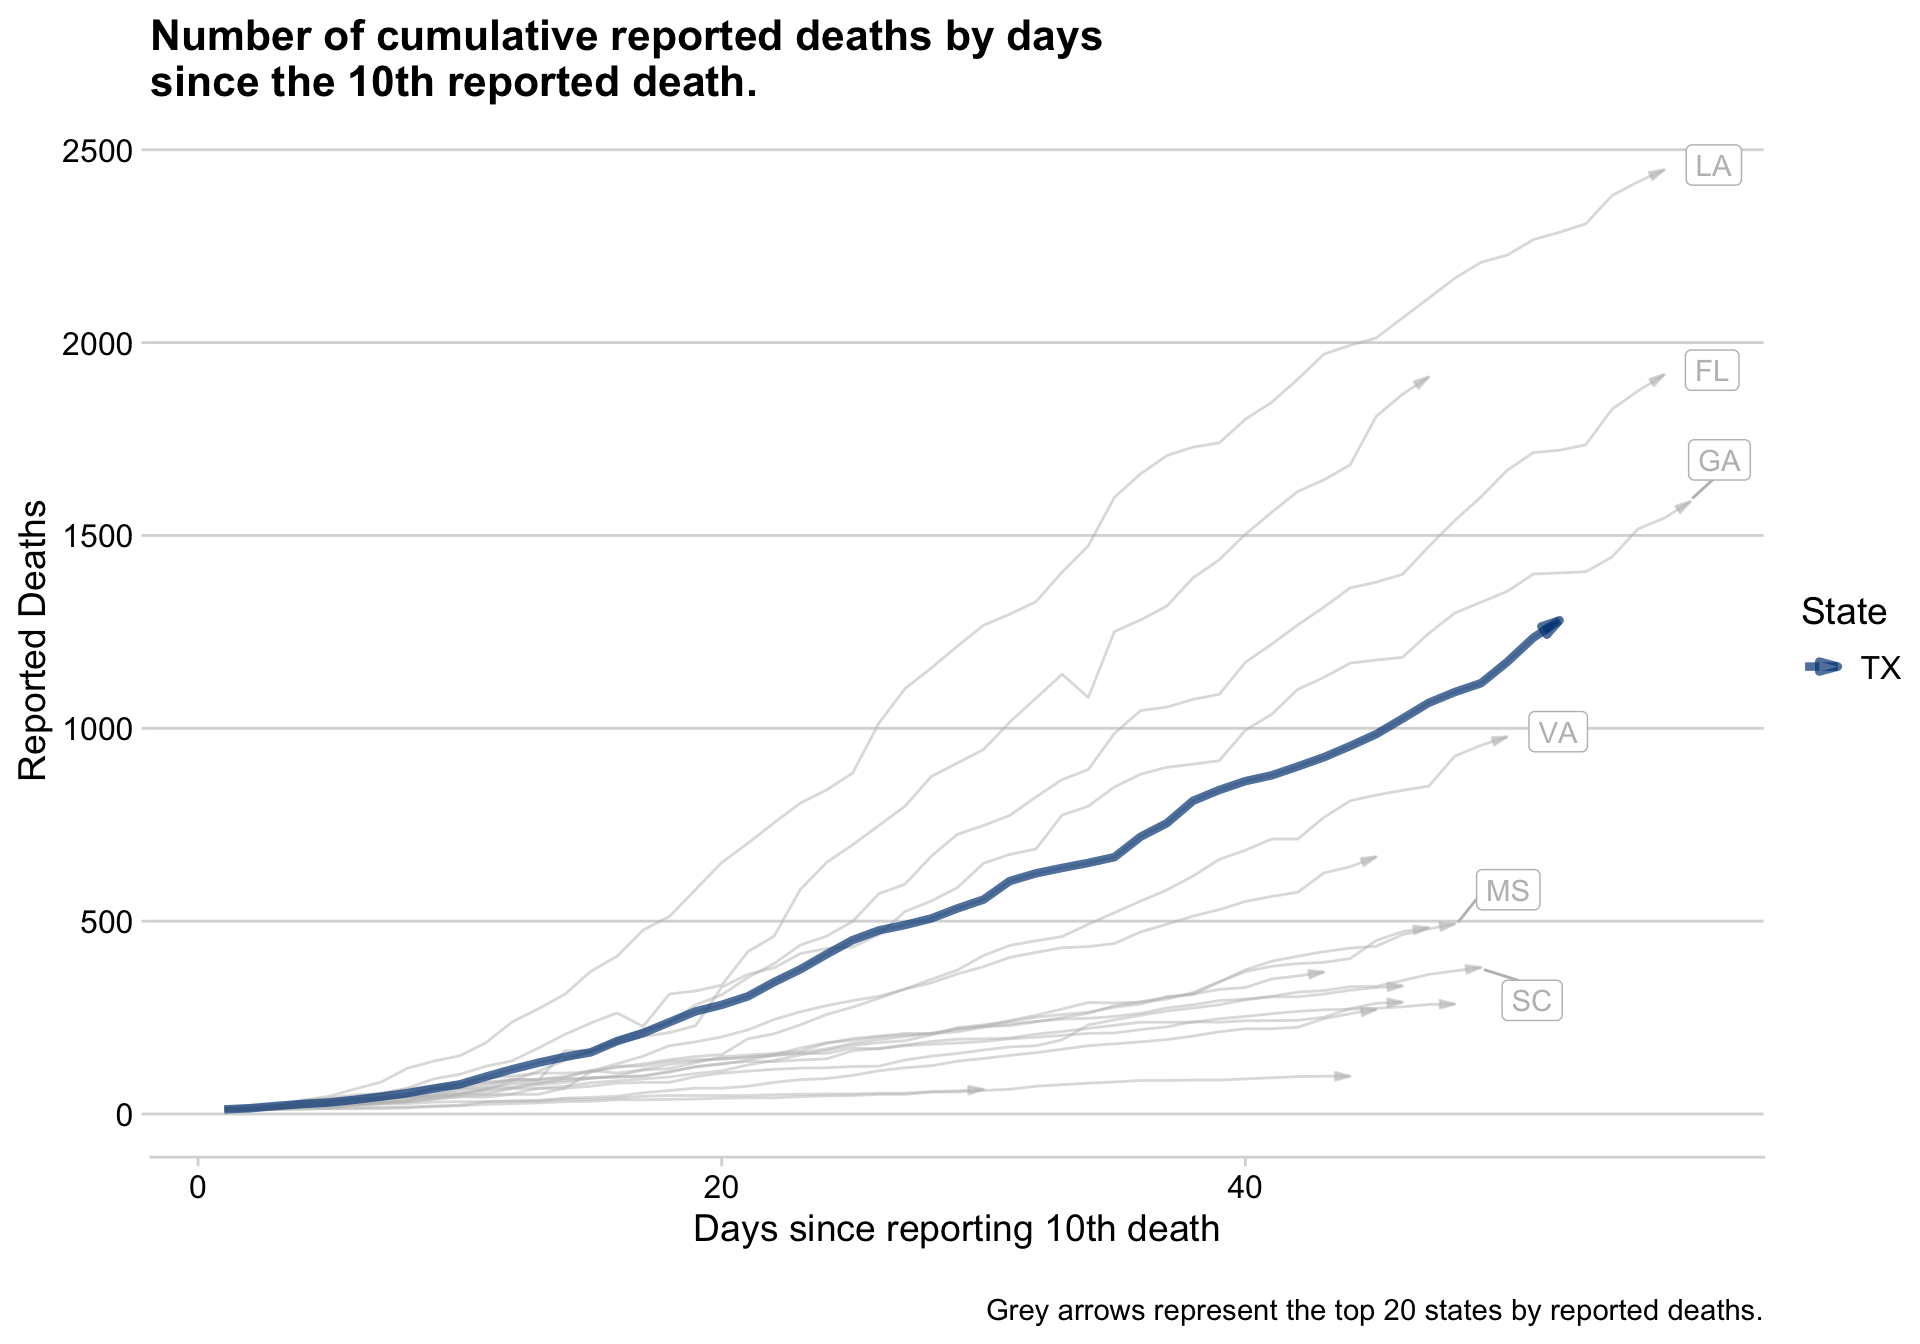 Number of cumulative reported deaths by days
since the 10th reported death.
2500
2000
1500
1000
500
0
Reported Deaths
LA
FL
GA
VA
MS
SC
State
TX
0
20
40
Days since reporting 10th death
Grey arrows represent the top 20 states by reported deaths.